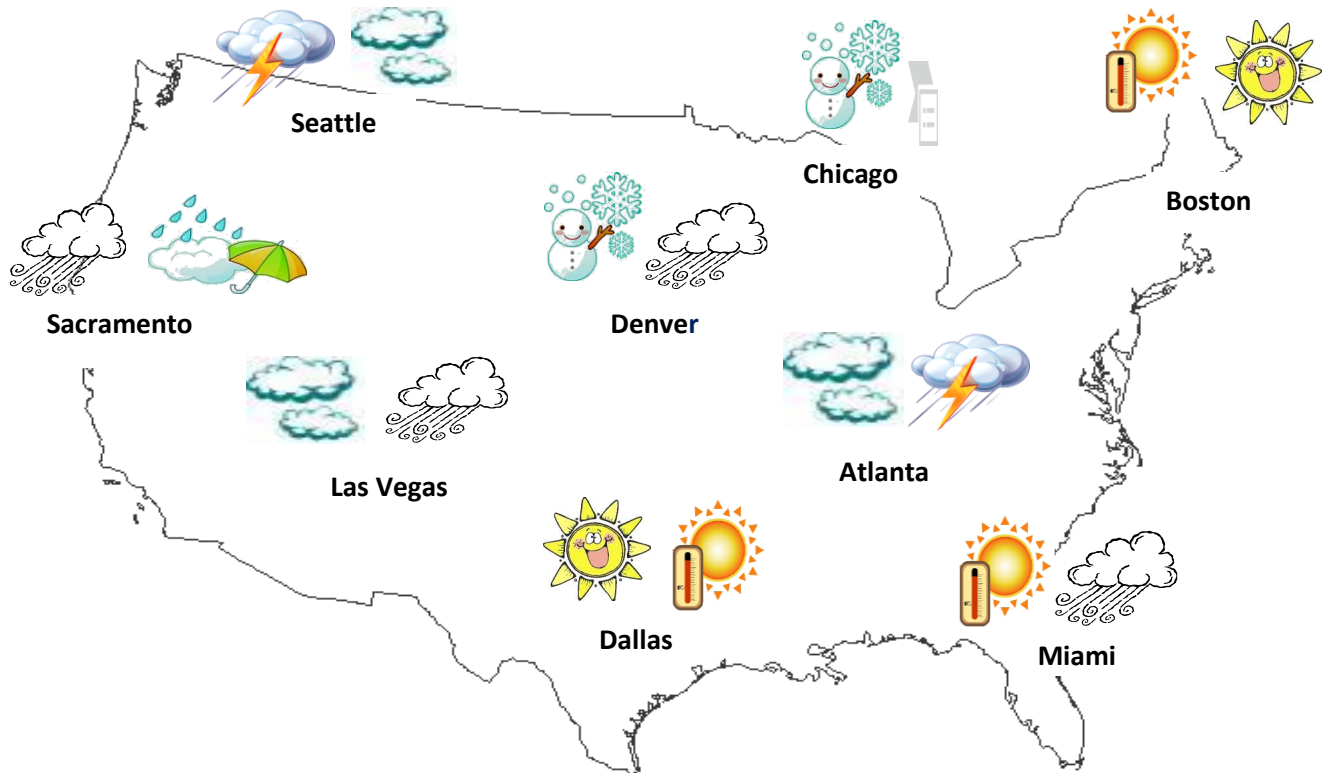 Seattle
Chicago
Boston
Sacramento
Denver
Las Vegas
Atlanta
Dallas
Miami